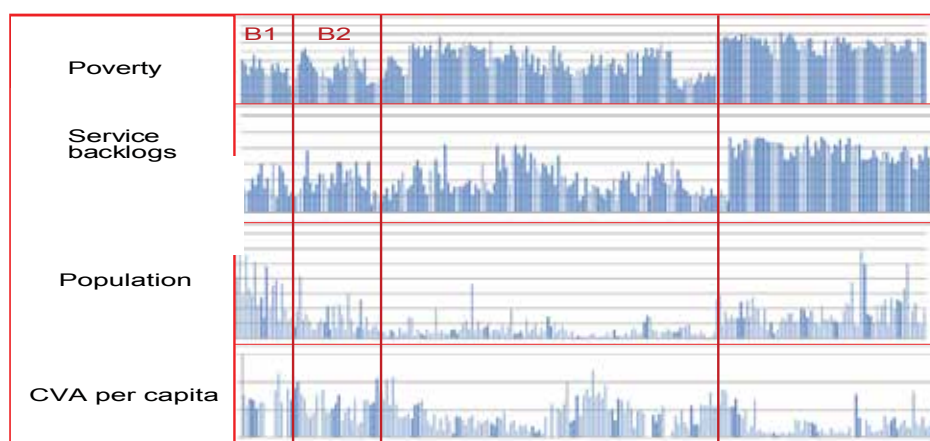 B1 B2
Poverty
Service
backlogs
Population
CVA per capita